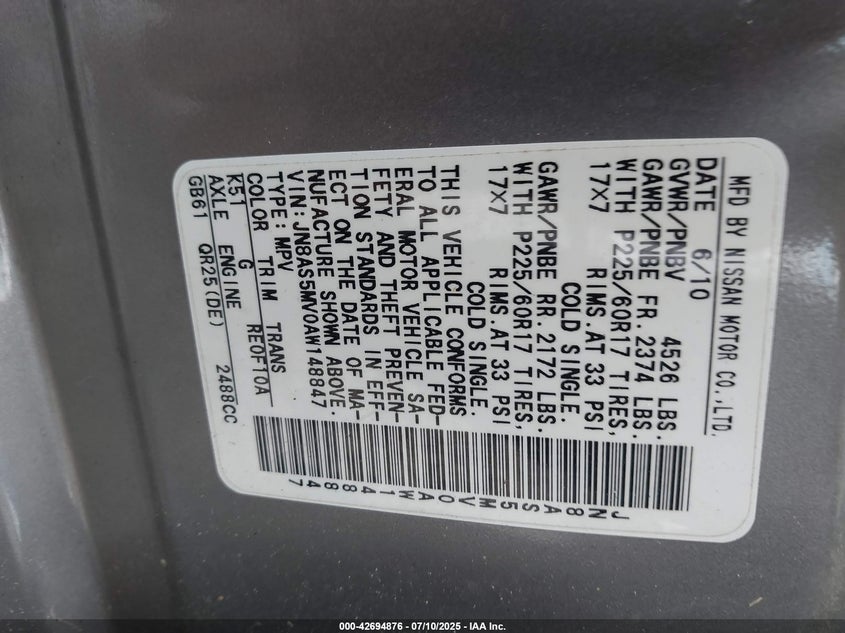 MFD BY NISSAN MOTOR CO.,LTD.
DATE 6/10
GVWR/PNBV 4526 LBS.
GAWR/PNBE FR.2374 LBS.
WITH P225/60R17 TIRES,
17X7 RIMS.AT 33 PSI
COLD SINGLE.
GAWR/PNBE RR.2172 LBS.
WITH P225/60R17 TIRES,
17X7 RIMS.AT 33 PSI
COLD SINGLE.
THIS VEHICLE CONFORMS
TO ALL APPLICABLE FED-
ERAL MOTOR VEHICLE SA-
FETY AND THEFT PREVEN-
TION STANDARDS IN EFF-
ECT ON THE DATE OF MA-
NUFACTURE SHOWN ABOVE.
VIN:JN8AS5MV0AW148847
TYPE:MPV
COLOR TRIM TRANS
K51 G RE0F10A
AXLE ENGINE
GB61 QR25(DE) 2488CC
JN8AS5MV0AW148847
000-42694876 / 07/10/2025 - IAA Inc.